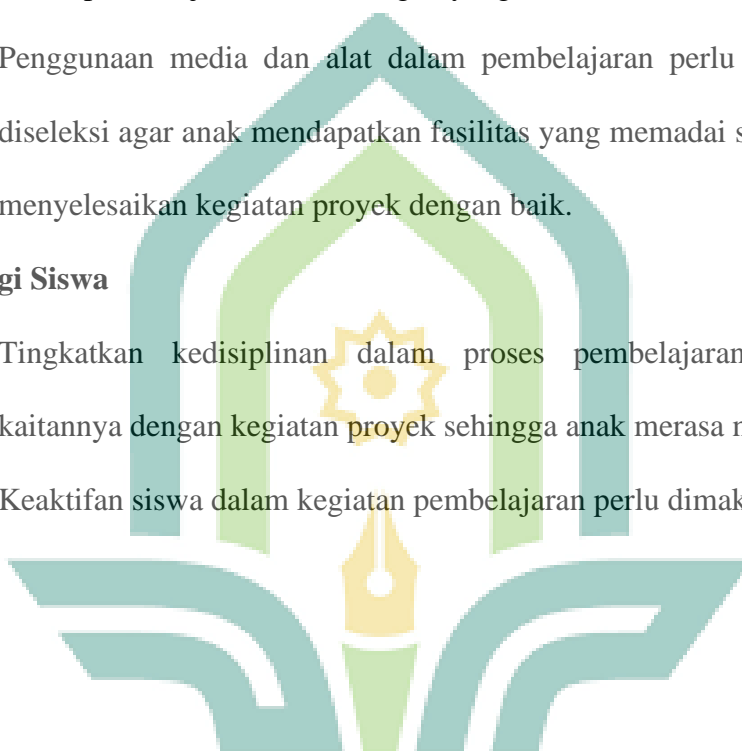 Penggunaan media dan alat dalam pembelajaran perlu
diseleksi agar anak mendapatkan fasilitas yang memadai s
menyelesaikan kegiatan proyek dengan baik.
gi Siswa
Tingkatkan kedisiplinan dalam proses pembelajaran
kaitannya dengan kegiatan proyek sehingga anak merasa
Keaktifan siswa dalam kegiatan pembelajaran perlu dimak